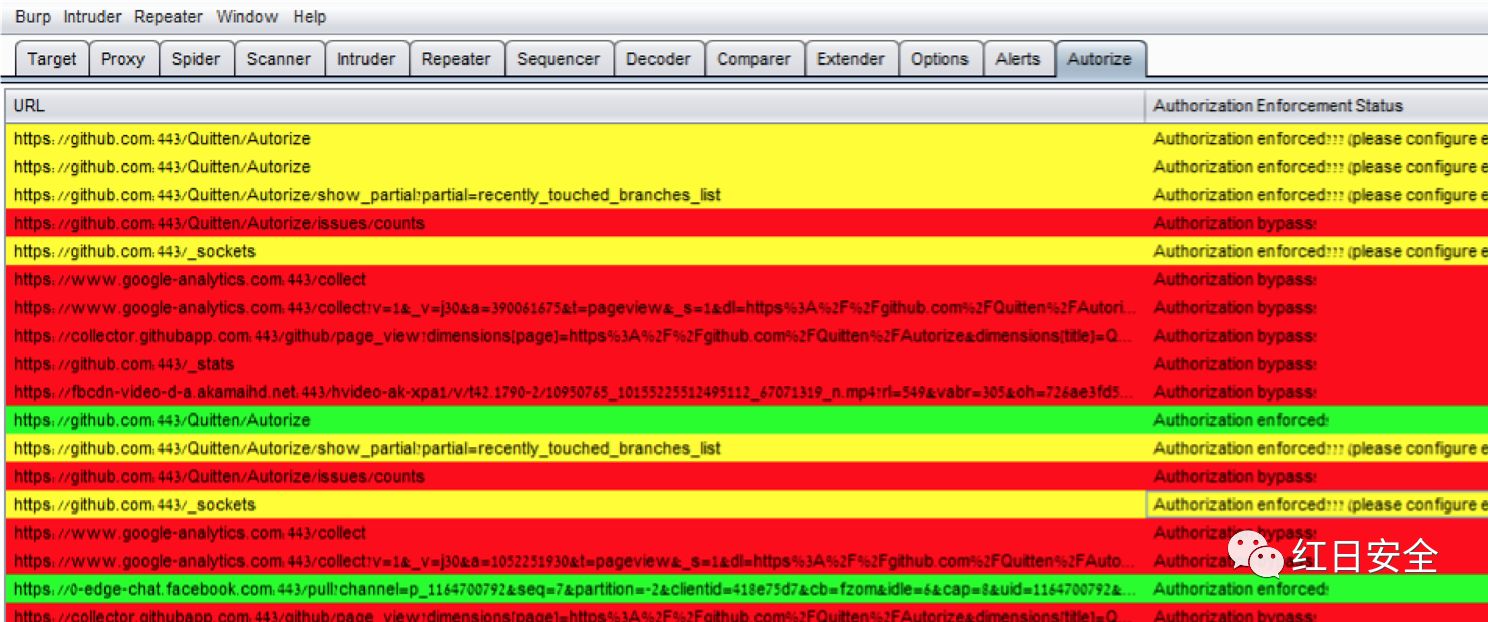 Burp Intruder Repeater Window Help
Target Proxy Spider Scanner Intruder Repeater Sequencer Decoder Comparer Extender Options Alerts Autorize
URL Authorization Enforcement Status
https://github.com:443/Quitten/Autorize Authorization enforced??? (please configure e
https://github.com:443/Quitten/Autorize Authorization enforced??? (please configure e
https://github.com:443/Quitten/Autorize/show_partial?partial=recently_touched_branches_list Authorization enforced??? (please configure e
https://github.com:443/Quitten/Autorize/issues/counts Authorization bypass!
https://github.com:443/_sockets Authorization enforced??? (please configure e
https://www.google-analytics.com:443/collect Authorization bypass!
https://www.google-analytics.com:443/collect?v=1&_v=j30&a=390061675&t=pageview&_s=1&dl=https%3A%2F%2Fgithub.com%2FQuitten%2FAutori... Authorization bypass!
https://collector.githubapp.com:443/github/page_view?dimensions[page]=https%3A%2F%2Fgithub.com%2FQuitten%2FAutorize&dimensions[title]=Q... Authorization bypass!
https://github.com:443/_stats Authorization bypass!
https://fbcdn-video-d-a.akamaihd.net:443/hvideo-ak-xpa1/v/t42.1790-2/10950765_10155225512495112_67071319_n.mp4?rl=549&vabr=305&oh=726ae3fd5... Authorization bypass!
https://github.com:443/Quitten/Autorize Authorization enforced!
https://github.com:443/Quitten/Autorize/show_partial?partial=recently_touched_branches_list Authorization enforced??? (please configure e
https://github.com:443/Quitten/Autorize/issues/counts Authorization bypass!
https://github.com:443/_sockets Authorization enforced??? (please configure e
https://www.google-analytics.com:443/collect Authorization bypass!
https://www.google-analytics.com:443/collect?v=1&_v=j30&a=1052251930&t=pageview&_s=1&dl=https%3A%2F%2Fgithub.com%2FQuitten%2FAuto... Authorization bypass!
红日安全
https://0-edge-chat.facebook.com:443/pull?channel=p_1164700792&seq=7&partition=-2&clientid=418e75d7&cb=fzom&idle=6&cap=8&uid=1164700792&... Authorization enforced!
https://collector.githubapp.com:443/github/page_view?dimensions[page]=https%3A%2F%2Fgithub.com%2FQuitten%2FAutorize&dimensions[title]=Q... Authorization bypass!